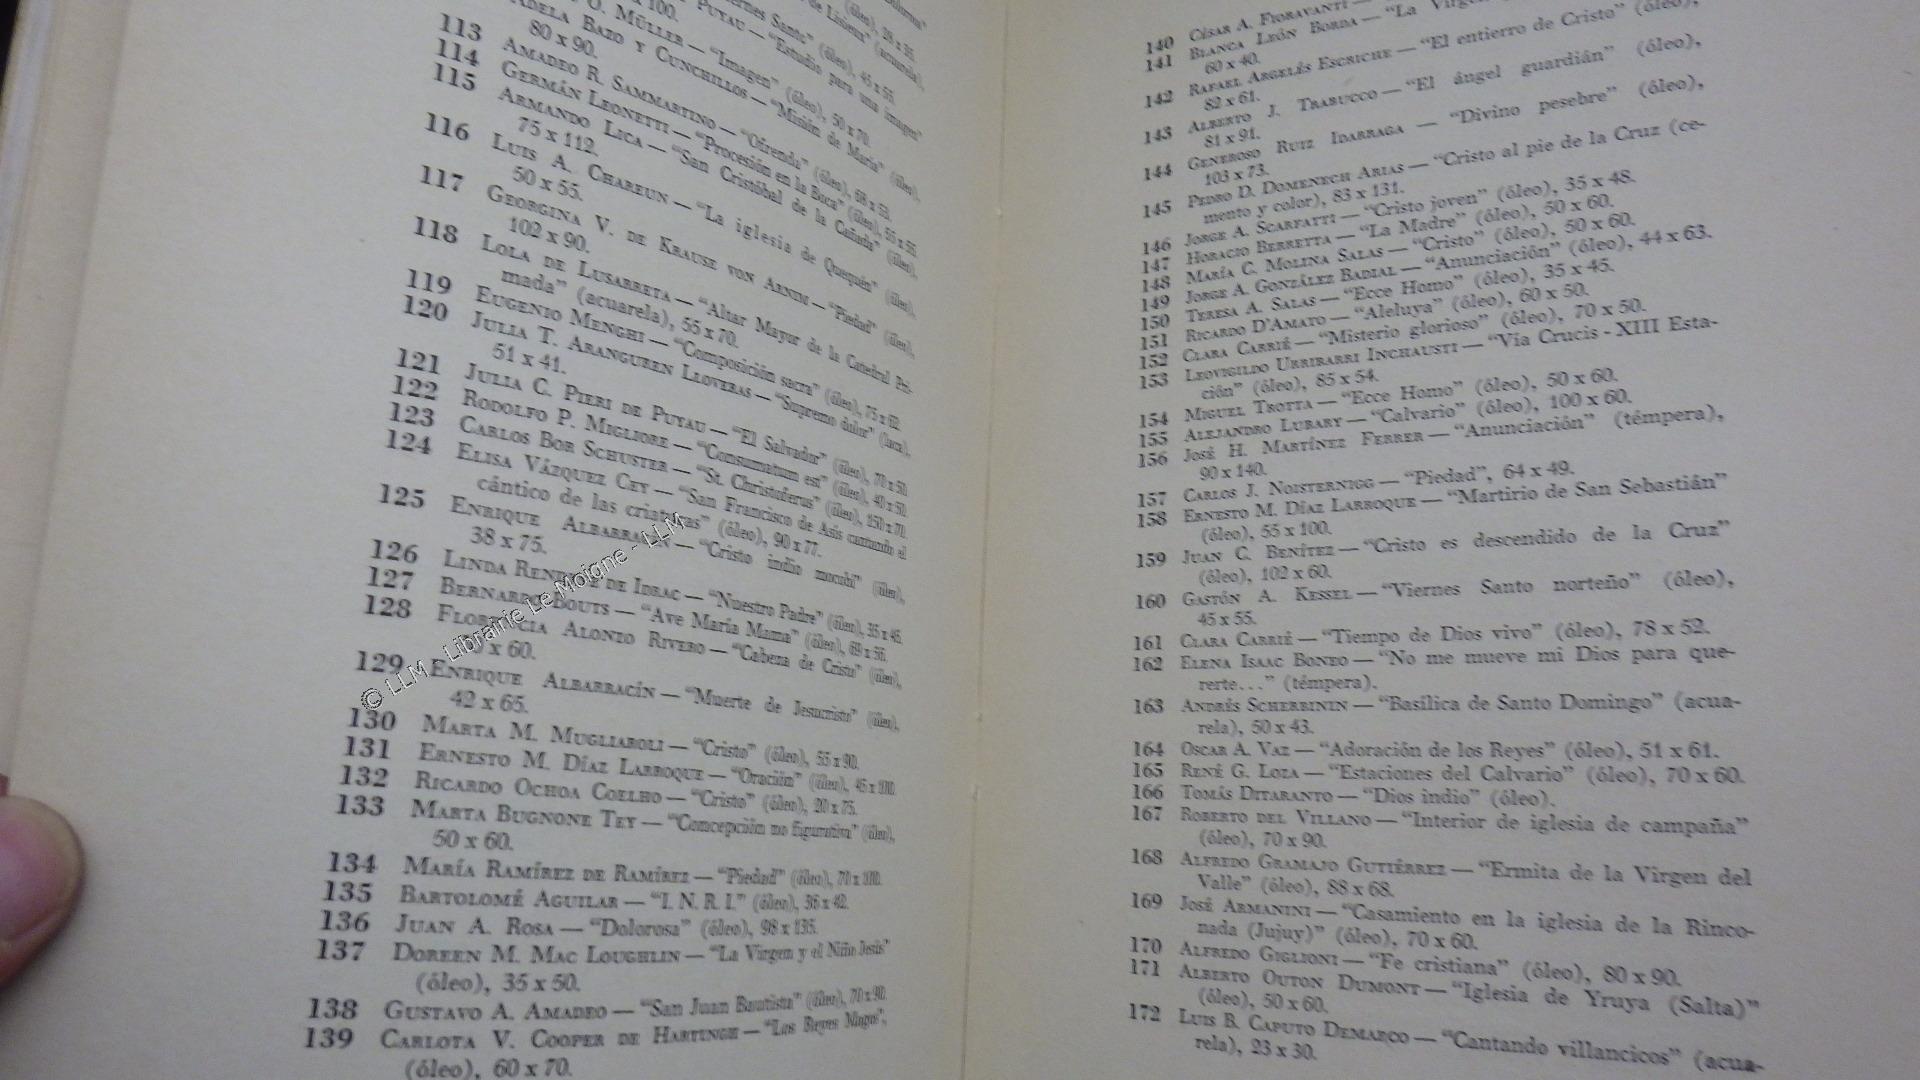 100.
PUYAU — "Estudio para una imagen"
O. MÜLLER — "Imagen" (óleo), 50 x 70.
ADELA BAZO Y CUNCHILLOS — "Misión de María" (óleo),
80 x 90.
113 AMADEO R. SAMMARTINO — "Ofrenda" (óleo), 68 x 53.
114 GERMÁN LEONETTI — "Procesión en la Boca" (óleo), 55 x 55.
115 ARMANDO LICA — "San Cristóbal de la Cañada" (óleo),
75 x 112.
116 LUIS A. CHAREUN — "La iglesia de Quequén" (óleo),
50 x 55.
117 GEORGINA V. DE KRAUSE VON ARNIM — "Piedad" (óleo),
102 x 90.
118 LOLA DE LUSARRETA — "Altar Mayor de la Catedral Pri-
mada" (acuarela), 55 x 70.
119 EUGENIO MENGHI — "Composición sacra" (óleo), 75 x 62.
120 JULIA T. ARANGUREN LLOVERAS — "Supremo dolor" (laca),
51 x 41.
121 JULIA C. PIERI DE PUYAU — "El Salvador" (óleo), 70 x 50.
122 RODOLFO P. MIGLIORE — "Consumatum est" (óleo), 40 x 50.
123 CARLOS BOR SCHUSTER — "St. Christoferus" (óleo), 150 x 70.
124 ELISA VÁZQUEZ CEY — "San Francisco de Asís cantando el
cántico de las criaturas" (óleo), 90 x 77.
125 ENRIQUE ALBARRACÍN — "Cristo indio mocubí" (óleo),
38 x 75.
126 LINDA RENDÍE DE IDRAC — "Nuestro Padre" (óleo), 35 x 45.
127 BERNARDO BOUTS — "Ave María Mama" (óleo), 69 x 56.
128 FLORENCIA ALONZO RIVERO — "Cabeza de Cristo" (óleo),
x 60.
129 ENRIQUE ALBARRACÍN — "Muerte de Jesucristo" (óleo),
42 x 65.
130 MARTA M. MUGLIAROLI — "Cristo" (óleo), 55 x 90.
131 ERNESTO M. DÍAZ LARROQUE — "Oración" (óleo), 45 x 100.
132 RICARDO OCHOA COELHO — "Cristo" (óleo), 20 x 75.
133 MARTA BUGNONE TEY — "Concepción no figurativa" (óleo),
50 x 60.
134 MARÍA RAMÍREZ DE RAMÍREZ — "Piedad" (óleo), 70 x 100.
135 BARTOLOMÉ AGUILAR — "I. N. R. I." (óleo), 36 x 42.
136 JUAN A. ROSA — "Dolorosa" (óleo), 98 x 135.
137 DOREEN M. MAC LOUGHLIN — "La Virgen y el Niño Jesús"
(óleo), 35 x 50.
138 GUSTAVO A. AMADEO — "San Juan Bautista" (óleo), 70 x 90.
139 CARLOTA V. COOPER DE HARTINGH — "Los Reyes Magos",
(óleo), 60 x 70.
140 CÉSAR A. FIORAVANTI —
141 BLANCA LEÓN BORDA — "La Virgen
60 x 40.
142 RAFAEL ARGELÉS ESCRICHE — "El entierro de Cristo" (óleo),
82 x 61.
143 ALBERTO J. TRABUCCO — "El ángel guardián" (óleo),
81 x 91.
144 GENEROSO RUIZ IDARRAGA — "Divino pesebre" (óleo),
103 x 73.
145 PEDRO D. DOMENECH ARIAS — "Cristo al pie de la Cruz (ce-
mento y color), 83 x 131.
146 JORGE A. SCARFATTI — "Cristo joven" (óleo), 35 x 48.
147 HORACIO BERRETTA — "La Madre" (óleo), 50 x 60.
148 MARÍA C. MOLINA SALAS — "Cristo" (óleo), 50 x 60.
149 JORGE A. GONZÁLEZ BADIAL — "Anunciación" (óleo), 44 x 63.
150 TERESA A. SALAS — "Ecce Homo" (óleo), 35 x 45.
151 RICARDO D'AMATO — "Aleluya" (óleo), 60 x 50.
152 CLARA CARRIÉ — "Misterio glorioso" (óleo), 70 x 50.
153 LEOVIGILDO URRIBARRI INCHAUSTI — "Via Crucis - XIII Esta-
ción" (óleo), 85 x 54.
154 MIGUEL TROTTA — "Ecce Homo" (óleo), 50 x 60.
155 ALEJANDRO LUBARY — "Calvario" (óleo), 100 x 60.
156 JOSÉ H. MARTÍNEZ FERRER — "Anunciación" (témpera),
90 x 140.
157 CARLOS J. NOISTERNIGG — "Piedad", 64 x 49.
158 ERNESTO M. DÍAZ LARROQUE — "Martirio de San Sebastián"
(óleo), 55 x 100.
159 JUAN C. BENÍTEZ — "Cristo es descendido de la Cruz"
(óleo), 102 x 60.
160 GASTÓN A. KESSEL — "Viernes Santo norteño" (óleo),
45 x 55.
161 CLARA CARRIÉ — "Tiempo de Dios vivo" (óleo), 78 x 52.
162 ELENA ISAAC BONEO — "No me mueve mi Dios para que-
rerte..." (témpera).
163 ANDRÉS SCHERBININ — "Basílica de Santo Domingo" (acua-
rela), 50 x 43.
164 OSCAR A. VAZ — "Adoración de los Reyes" (óleo), 51 x 61.
165 RENÉ G. LOZA — "Estaciones del Calvario" (óleo), 70 x 60.
166 TOMÁS DITARANTO — "Dios indio" (óleo).
167 ROBERTO DEL VILLANO — "Interior de iglesia de campaña"
(óleo), 70 x 90.
168 ALFREDO GRAMAJO GUTIÉRREZ — "Ermita de la Virgen del
Valle" (óleo), 88 x 68.
169 JOSÉ ARMANINI — "Casamiento en la iglesia de la Rinco-
nada (Jujuy)" (óleo), 70 x 60.
170 ALFREDO GIGLIONI — "Fe cristiana" (óleo), 80 x 90.
171 ALBERTO OUTON DUMONT — "Iglesia de Yruya (Salta)"
(óleo), 50 x 60.
172 LUIS B. CAPUTO DEMARCO — "Cantando villancicos" (acua-
rela), 23 x 30.
© LLM - Librairie Le Moigne - LLM